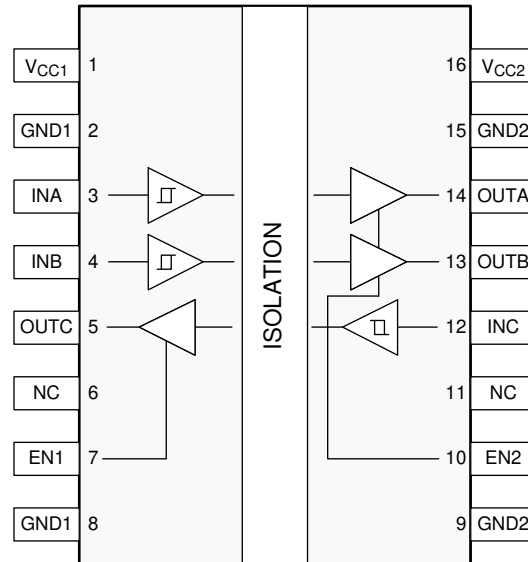 VCC1 1 16 VCC2
GND1 2 15 GND2
INA 3 14 OUTA
INB 4 13 OUTB
OUTC 5 12 INC
NC 6 11 NC
EN1 7 10 EN2
GND1 8 9 GND2
ISOLATION